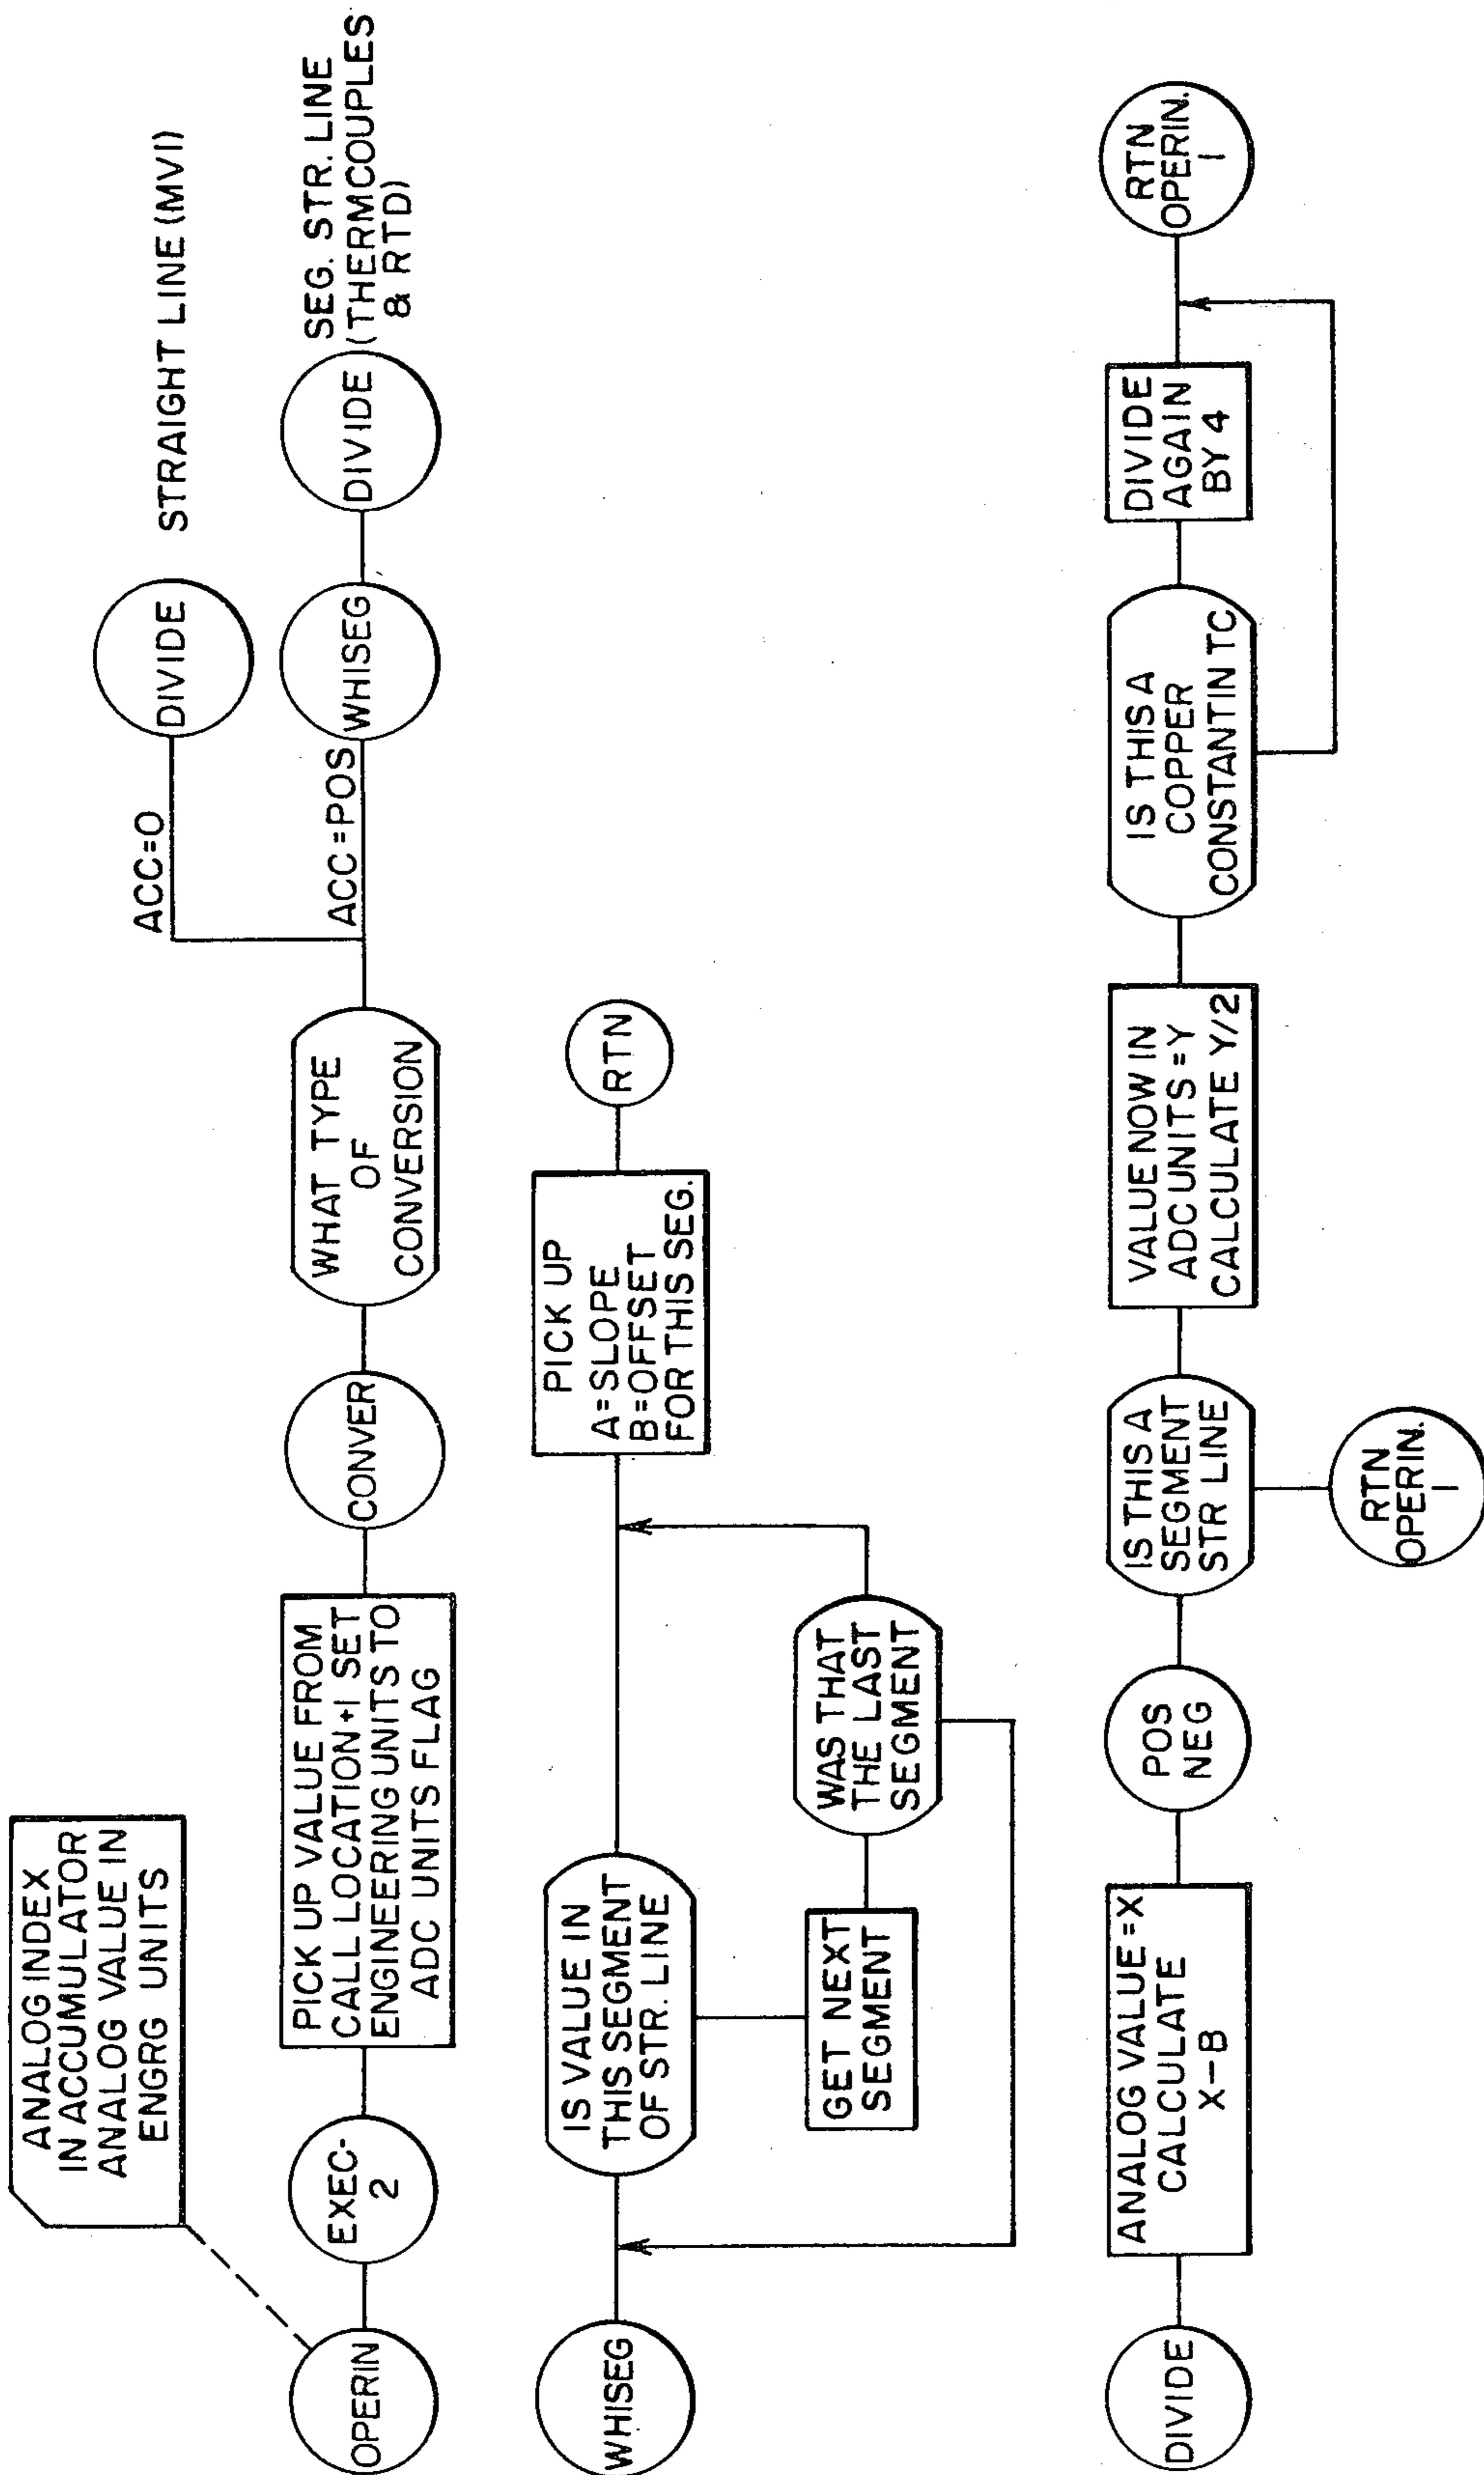 ANALOG INDEX
IN ACCUMULATOR
ANALOG VALUE IN
ENGRG UNITS
OPERIN
EXEC-
2
PICK UP VALUE FROM
CALL LOCATION+1 SET
ENGINEERING UNITS TO
ADC UNITS FLAG
CONVER
WHAT TYPE
OF
CONVERSION
ACC=0
DIVIDE
STRAIGHT LINE (MVI)
ACC=POS
WHISEG
DIVIDE
SEG. STR. LINE
(THERMCOUPLES
& RTD)
WHISEG
IS VALUE IN
THIS SEGMENT
OF STR. LINE
GET NEXT
SEGMENT
WAS THAT
THE LAST
SEGMENT
PICK UP
A=SLOPE
B=OFFSET
FOR THIS SEG.
RTN
DIVIDE
ANALOG VALUE=X
CALCULATE
X-B
POS
NEG
IS THIS A
SEGMENT
STR LINE
RTN
OPERIN.
1
VALUE NOW IN
ADC UNITS=Y
CALCULATE Y/2
IS THIS A
COPPER
CONSTANTIN TC
DIVIDE
AGAIN
BY 4
RTN
OPERIN.
1